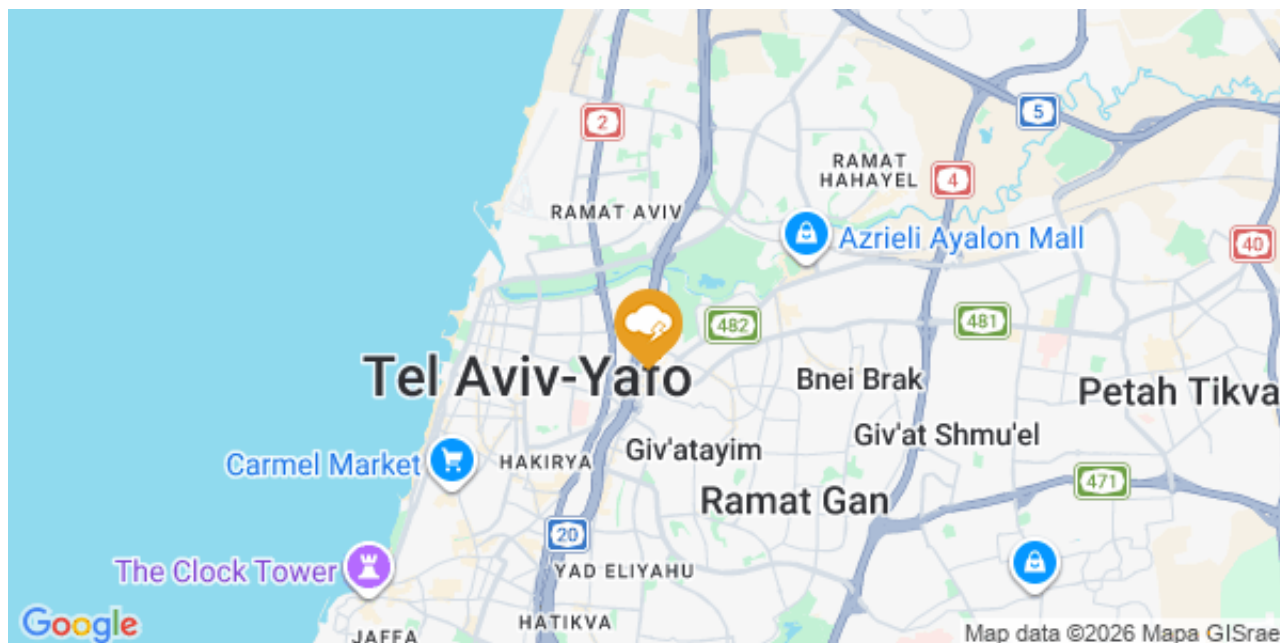 2
5
RAMAT
HAHAYEL
4
RAMAT AVIV
Azrieli Ayalon Mall
40
482
481
Tel Aviv-Yafo
Bnei Brak
Petah Tikva
Giv'at Shmu'el
Giv'atayim
Carmel Market
HAKIRYA
471
Ramat Gan
20
The Clock Tower
YAD ELIYAHU
HATIKVA
JAFFA
Google
Map data ©2026 Mapa GISrae